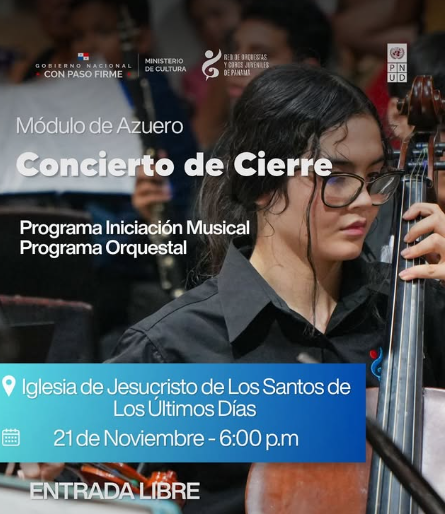 GOBIERNO NACIONAL
CON PASO FIRME
MINISTERIO
DE CULTURA
RED DE ORQUESTAS
Y COROS JUVENILES
DE PANAMÁ
P N
U D
Módulo de Azuero
Concierto de Cierre
Programa Iniciación Musical
Programa Orquestal
Iglesia de Jesucristo de Los Santos de
Los Últimos Días
21 de Noviembre - 6:00 p.m
ENTRADA LIBRE